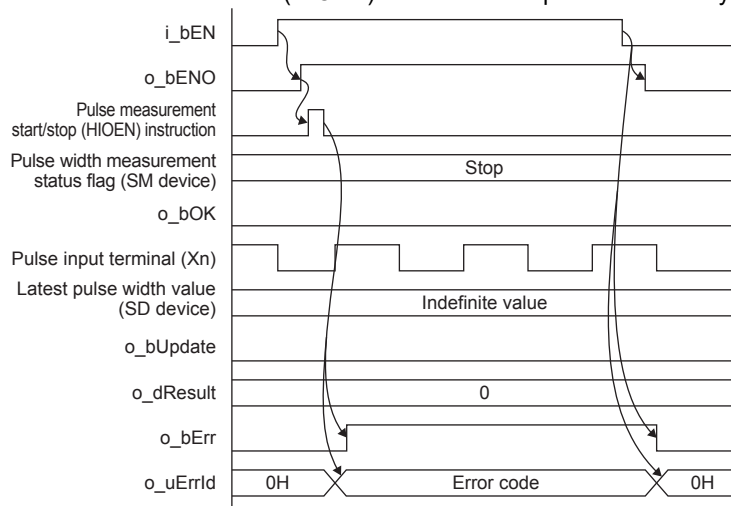 i_bEN
o_bENO
Pulse measurement
start/stop (HIOEN) instruction
Pulse width measurement
status flag (SM device)
Stop
o_bOK
Pulse input terminal (Xn)
Latest pulse width value
(SD device)
Indefinite value
o_bUpdate
o_dResult
0
o_bErr
o_uErrId
0H
Error code
0H